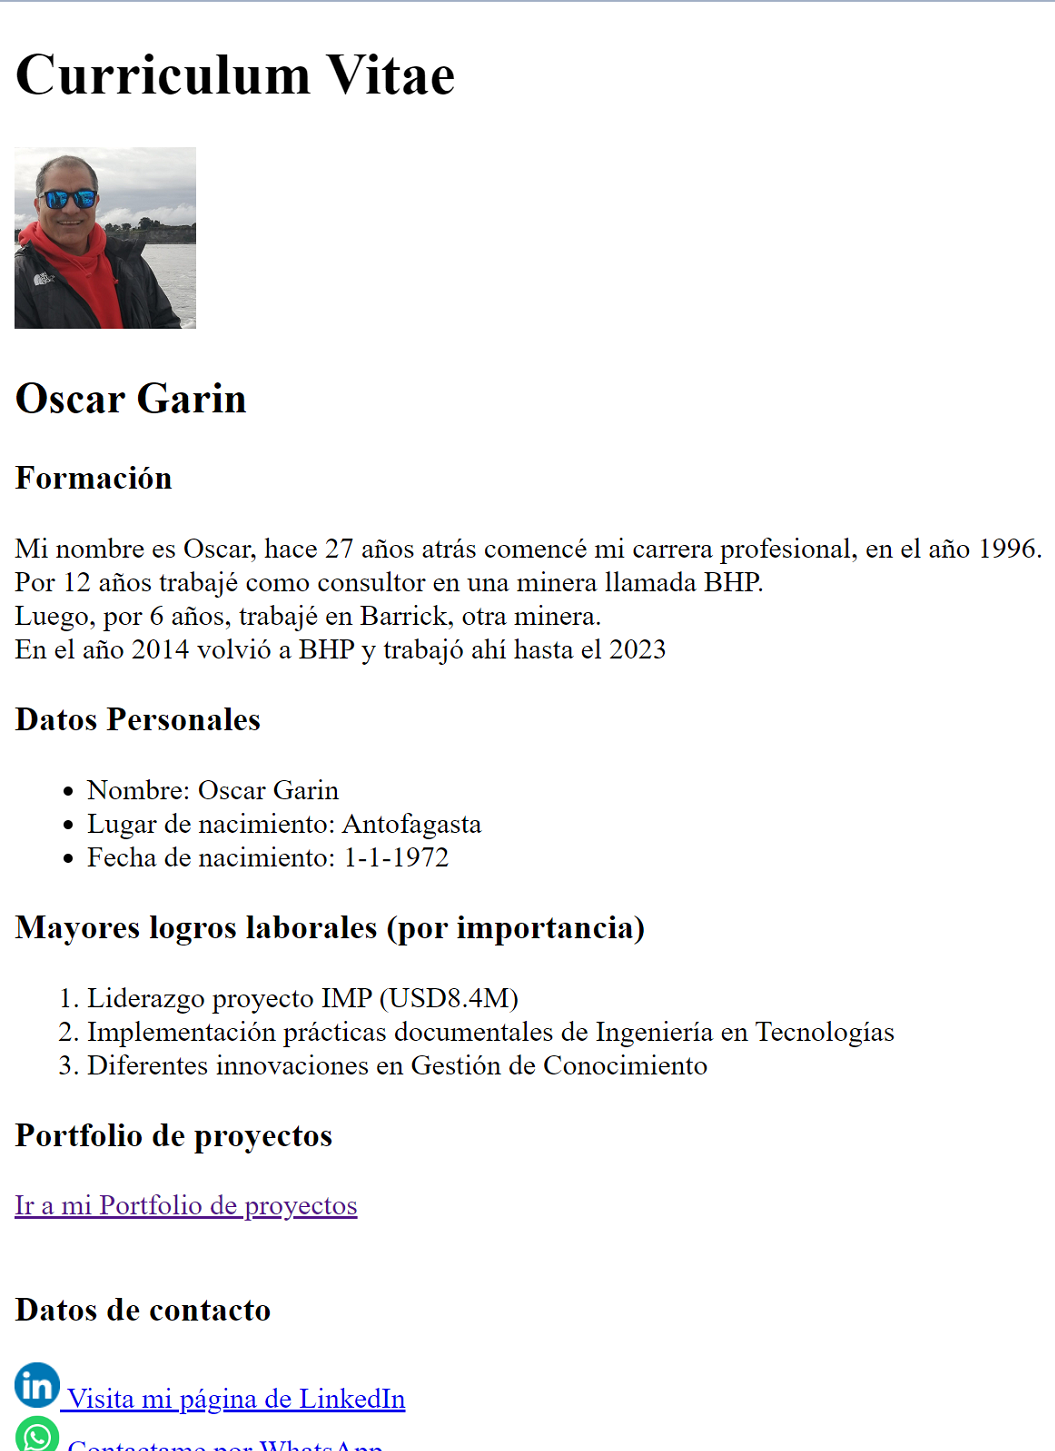 Curriculum Vitae
Oscar Garin
Formación
Mi nombre es Oscar, hace 27 años atrás comencé mi carrera profesional, en el año 1996.
Por 12 años trabajé como consultor en una minera llamada BHP.
Luego, por 6 años, trabajé en Barrick, otra minera.
En el año 2014 volvió a BHP y trabajó ahí hasta el 2023
Datos Personales
• Nombre: Oscar Garin
• Lugar de nacimiento: Antofagasta
• Fecha de nacimiento: 1-1-1972
Mayores logros laborales (por importancia)
1. Liderazgo proyecto IMP (USD8.4M)
2. Implementación prácticas documentales de Ingeniería en Tecnologías
3. Diferentes innovaciones en Gestión de Conocimiento
Portfolio de proyectos
Ir a mi Portfolio de proyectos
Datos de contacto
in Visita mi página de LinkedIn
Contactame por WhatsApp